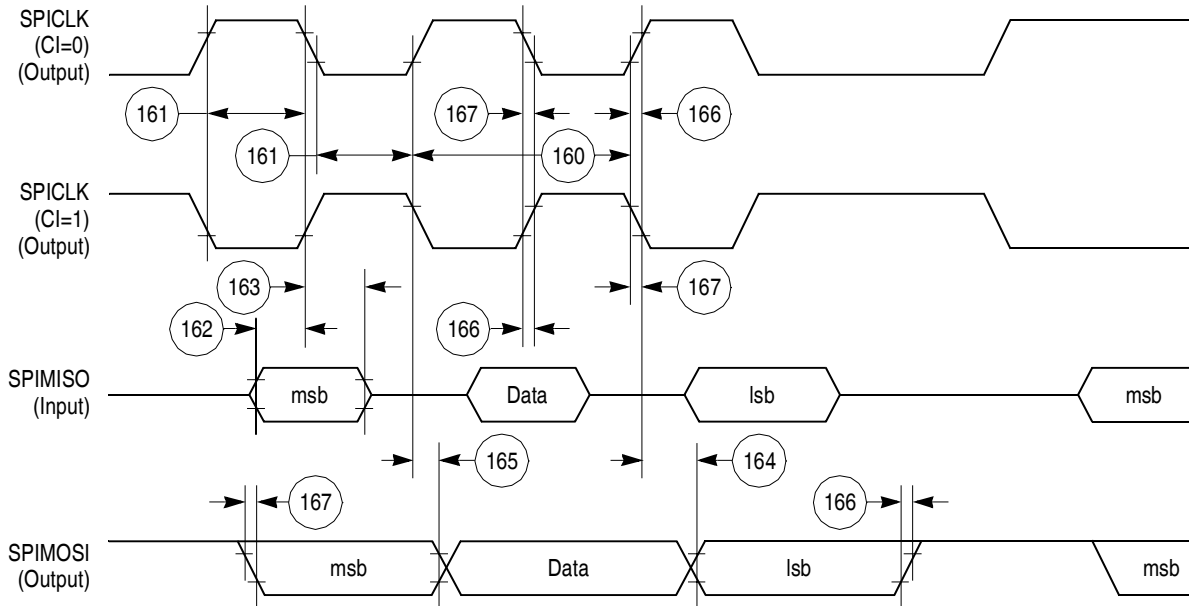 SPICLK
(CI=0)
(Output)
161
167
166
161
160
SPICLK
(CI=1)
(Output)
163
167
162
166
SPIMISO
(Input)
msb
Data
lsb
msb
165
164
167
166
SPIMOSI
(Output)
msb
Data
lsb
msb